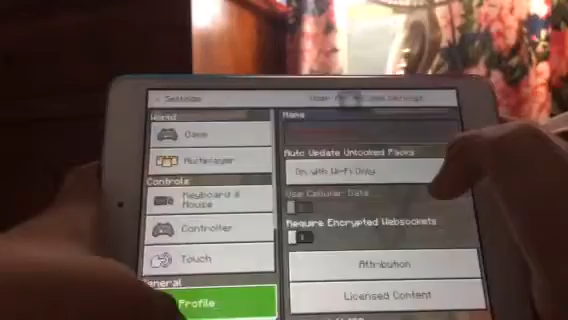 Settings
World
Game
Multiplayer
Controls
Keyboard &
Mouse
Controller
Touch
General
Profile
Name
Auto Update Unlocked Packs
On with Wi-Fi Only
Use Cellular Data
Require Encrypted Websockets
Attribution
Licensed Content